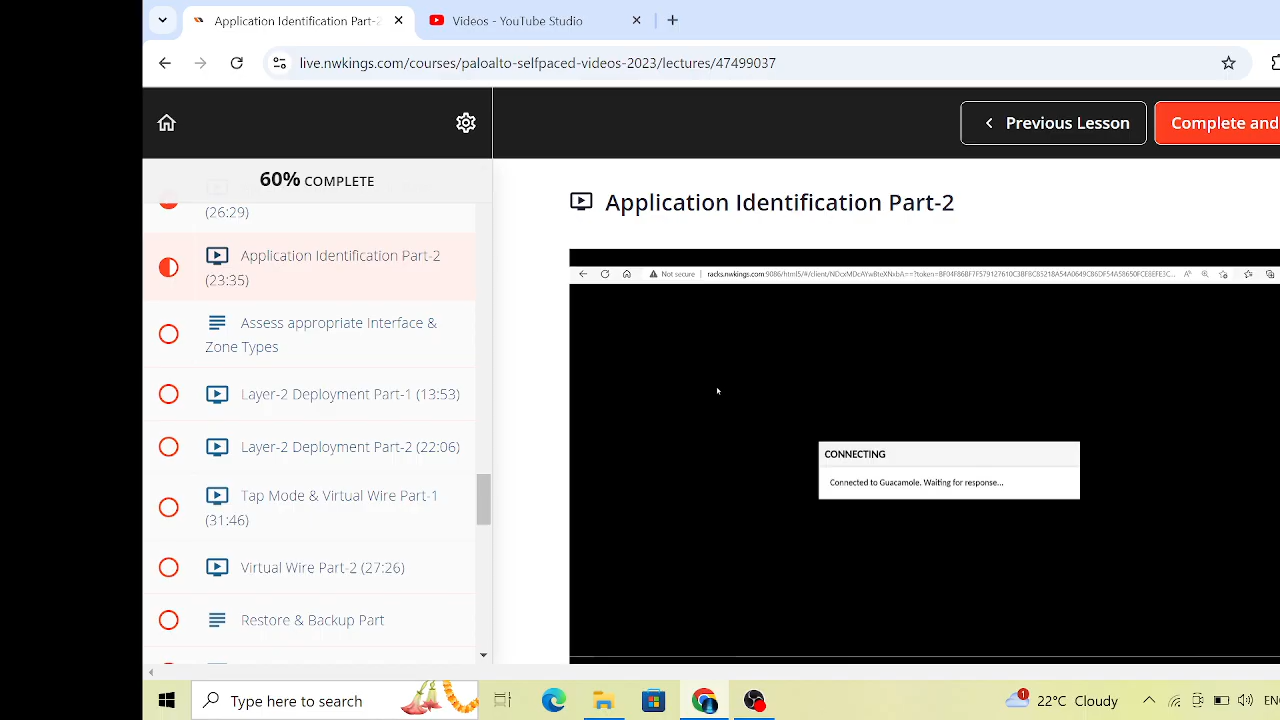 Application Identification Part-2
Videos - YouTube Studio
live.nwkings.com/courses/paloalto-selfpaced-videos-2023/lectures/47499037
Previous Lesson
Complete and
60% COMPLETE
(26:29)
Application Identification Part-2
(23:35)
Assess appropriate Interface &
Zone Types
Layer-2 Deployment Part-1 (13:53)
Layer-2 Deployment Part-2 (22:06)
Tap Mode & Virtual Wire Part-1
(31:46)
Virtual Wire Part-2 (27:26)
Restore & Backup Part
Application Identification Part-2
Not secure
racks.nwkings.com
CONNECTING
Connected to Guacamole. Waiting for response...
Type here to search
1
22°C Cloudy